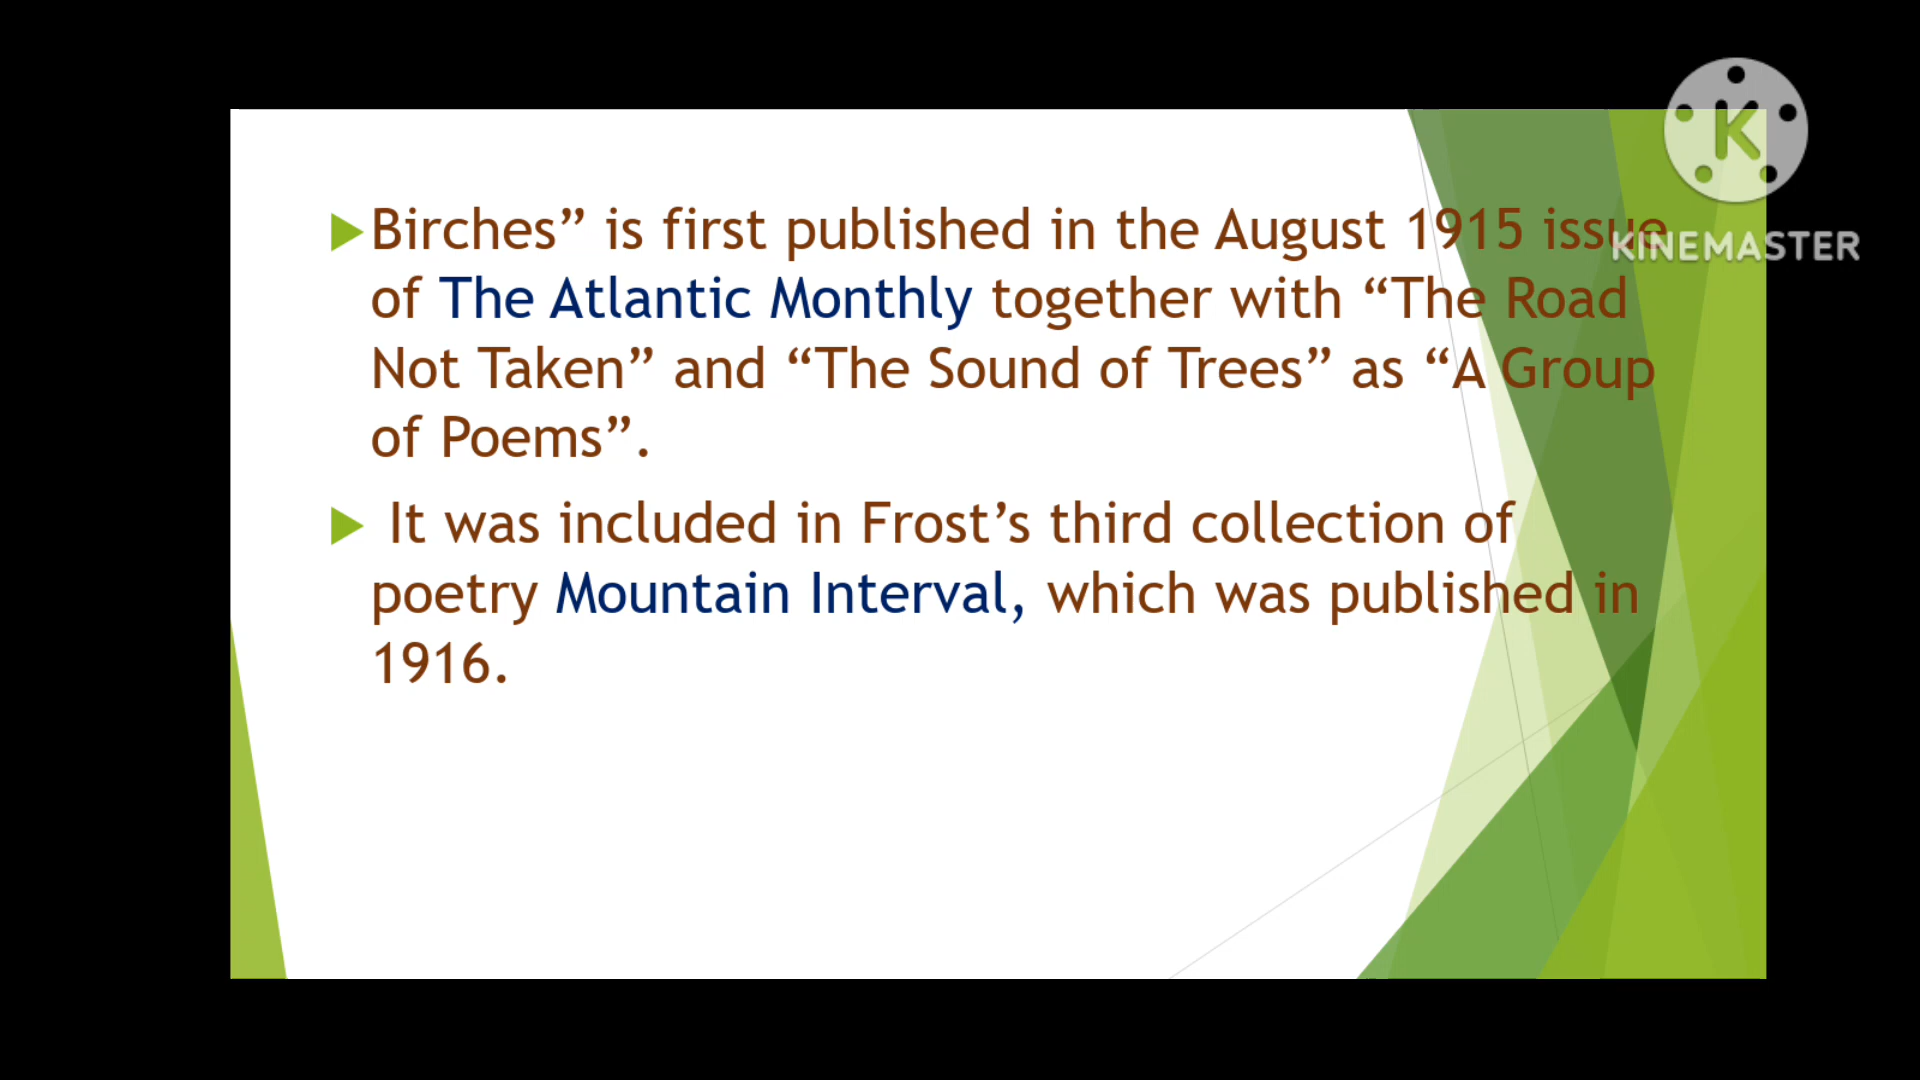 Birches” is first published in the August 1915 issue
of The Atlantic Monthly together with “The Road
Not Taken” and “The Sound of Trees” as “A Group
of Poems”.
It was included in Frost’s third collection of
poetry Mountain Interval, which was published in
1916.
K
KINEMASTER